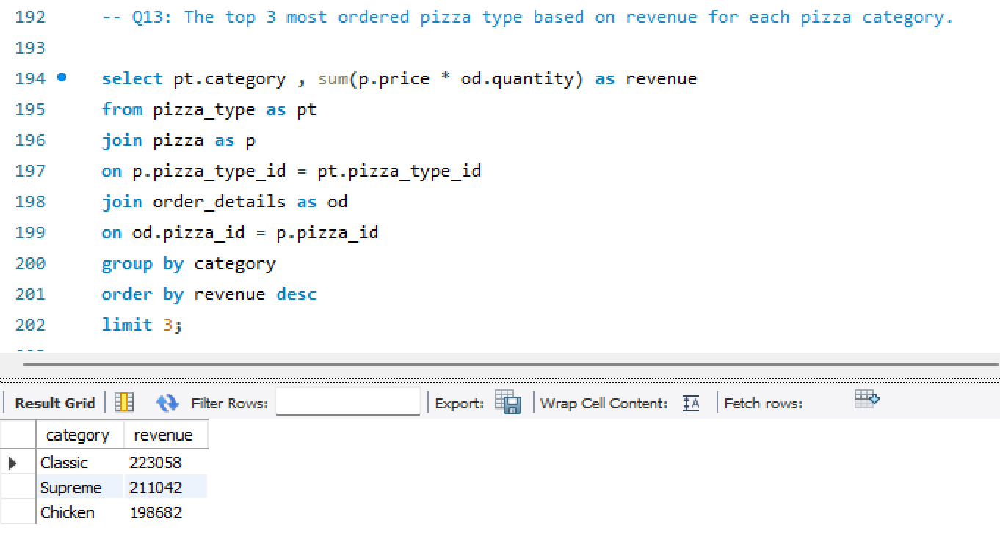 192 -- Q13: The top 3 most ordered pizza type based on revenue for each pizza category.
193
194 select pt.category , sum(p.price * od.quantity) as revenue
195 from pizza_type as pt
196 join pizza as p
197 on p.pizza_type_id = pt.pizza_type_id
198 join order_details as od
199 on od.pizza_id = p.pizza_id
200 group by category
201 order by revenue desc
202 limit 3;
Result Grid Filter Rows: Export: Wrap Cell Content: Fetch rows:
category revenue
Classic 223058
Supreme 211042
Chicken 198682